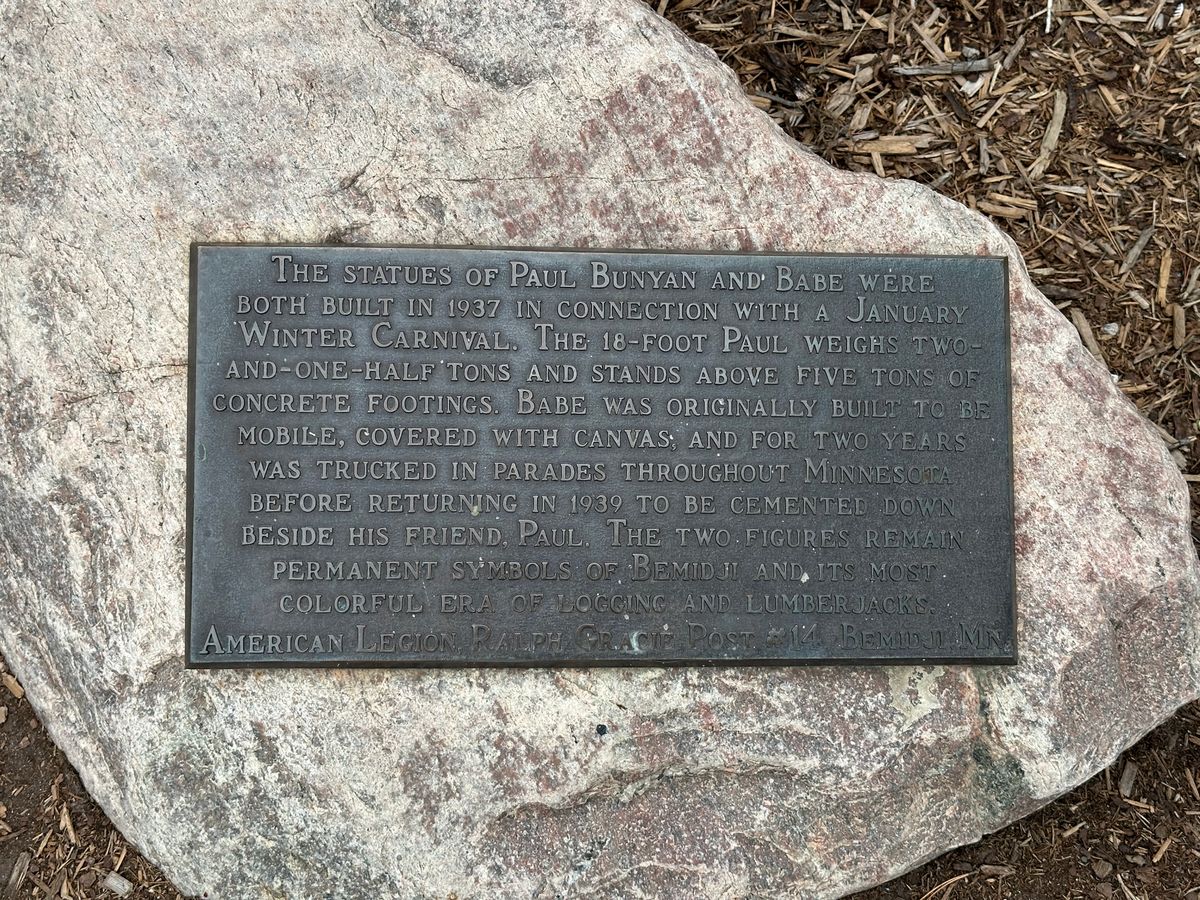 The statues of Paul Bunyan and Babe were
both built in 1937 in connection with a January
Winter Carnival. The 18-foot Paul weighs two-
and-one-half tons and stands above five tons of
concrete footings. Babe was originally built to be
mobile, covered with canvas, and for two years
was trucked in parades throughout Minnesota
before returning in 1939 to be cemented down
beside his friend, Paul. The two figures remain
permanent symbols of Bemidji and its most
colorful era of logging and lumberjacks.
American Legion, Ralph Gracie Post #14, Bemidji, Mn.